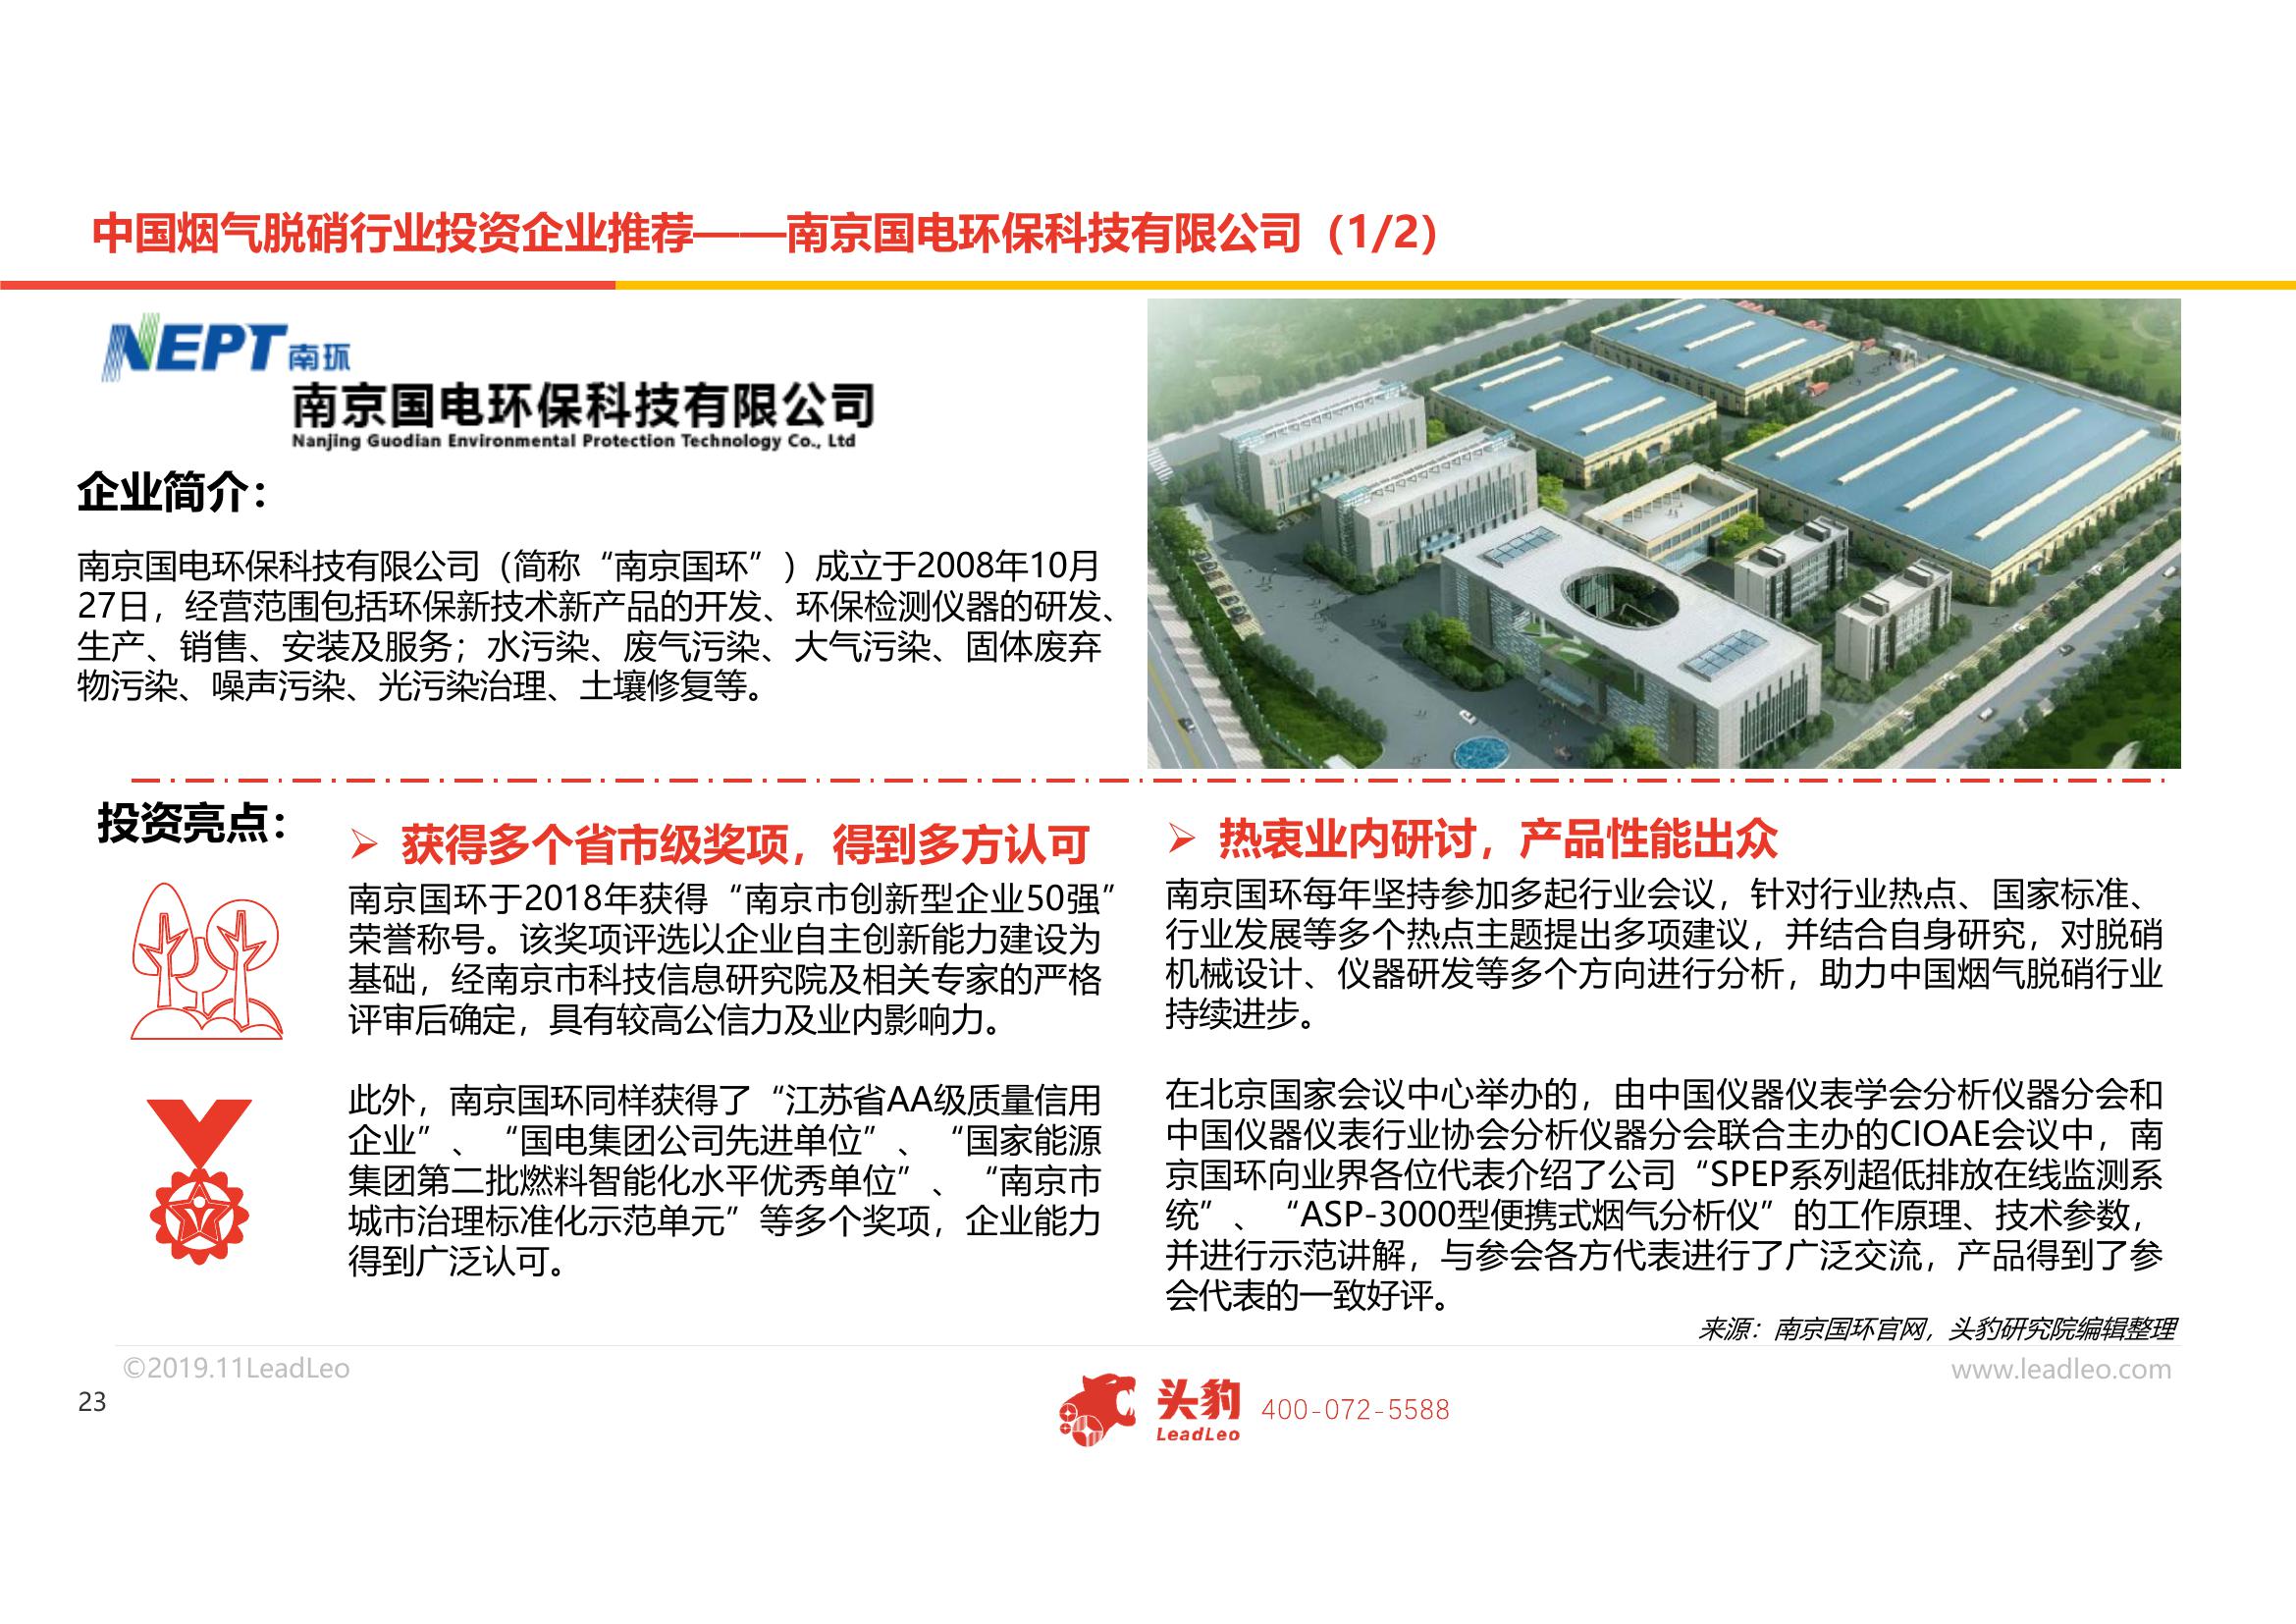 中国烟气脱硝行业投资企业推荐——南京国电环保科技有限公司（1/2）
NEPT南环
南京国电环保科技有限公司
Nanjing Guodian Environmental Protection Technology Co., Ltd
企业简介：
南京国电环保科技有限公司（简称“南京国环”）成立于2008年10月
27日，经营范围包括环保新技术新产品的开发、环保检测仪器的研发、
生产、销售、安装及服务；水污染、废气污染、大气污染、固体废弃
物污染、噪声污染、光污染治理、土壤修复等。
投资亮点：
➢ 获得多个省市级奖项，得到多方认可
南京国环于2018年获得“南京市创新型企业50强”
荣誉称号。该奖项评选以企业自主创新能力建设为
基础，经南京市科技信息研究院及相关专家的严格
评审后确定，具有较高公信力及业内影响力。
此外，南京国环同样获得了“江苏省AA级质量信用
企业”、“国电集团公司先进单位”、“国家能源
集团第二批燃料智能化水平优秀单位”、“南京市
城市治理标准化示范单元”等多个奖项，企业能力
得到广泛认可。
➢ 热衷业内研讨，产品性能出众
南京国环每年坚持参加多起行业会议，针对行业热点、国家标准、
行业发展等多个热点主题提出多项建议，并结合自身研究，对脱硝
机械设计、仪器研发等多个方向进行分析，助力中国烟气脱硝行业
持续进步。
在北京国家会议中心举办的，由中国仪器仪表学会分析仪器分会和
中国仪器仪表行业协会分析仪器分会联合主办的CIOAE会议中，南
京国环向业界各位代表介绍了公司“SPEP系列超低排放在线监测系
统”、“ASP-3000型便携式烟气分析仪”的工作原理、技术参数，
并进行示范讲解，与参会各方代表进行了广泛交流，产品得到了参
会代表的一致好评。
来源：南京国环官网，头豹研究院编辑整理
©2019.11LeadLeo
www.leadleo.com
23
头豹
LeadLeo
400-072-5588